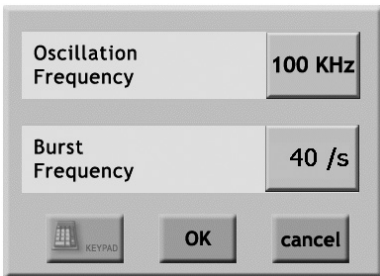 Oscillation
Frequency
100 KHz
Burst
Frequency
40 /s
KEYPAD
OK
cancel